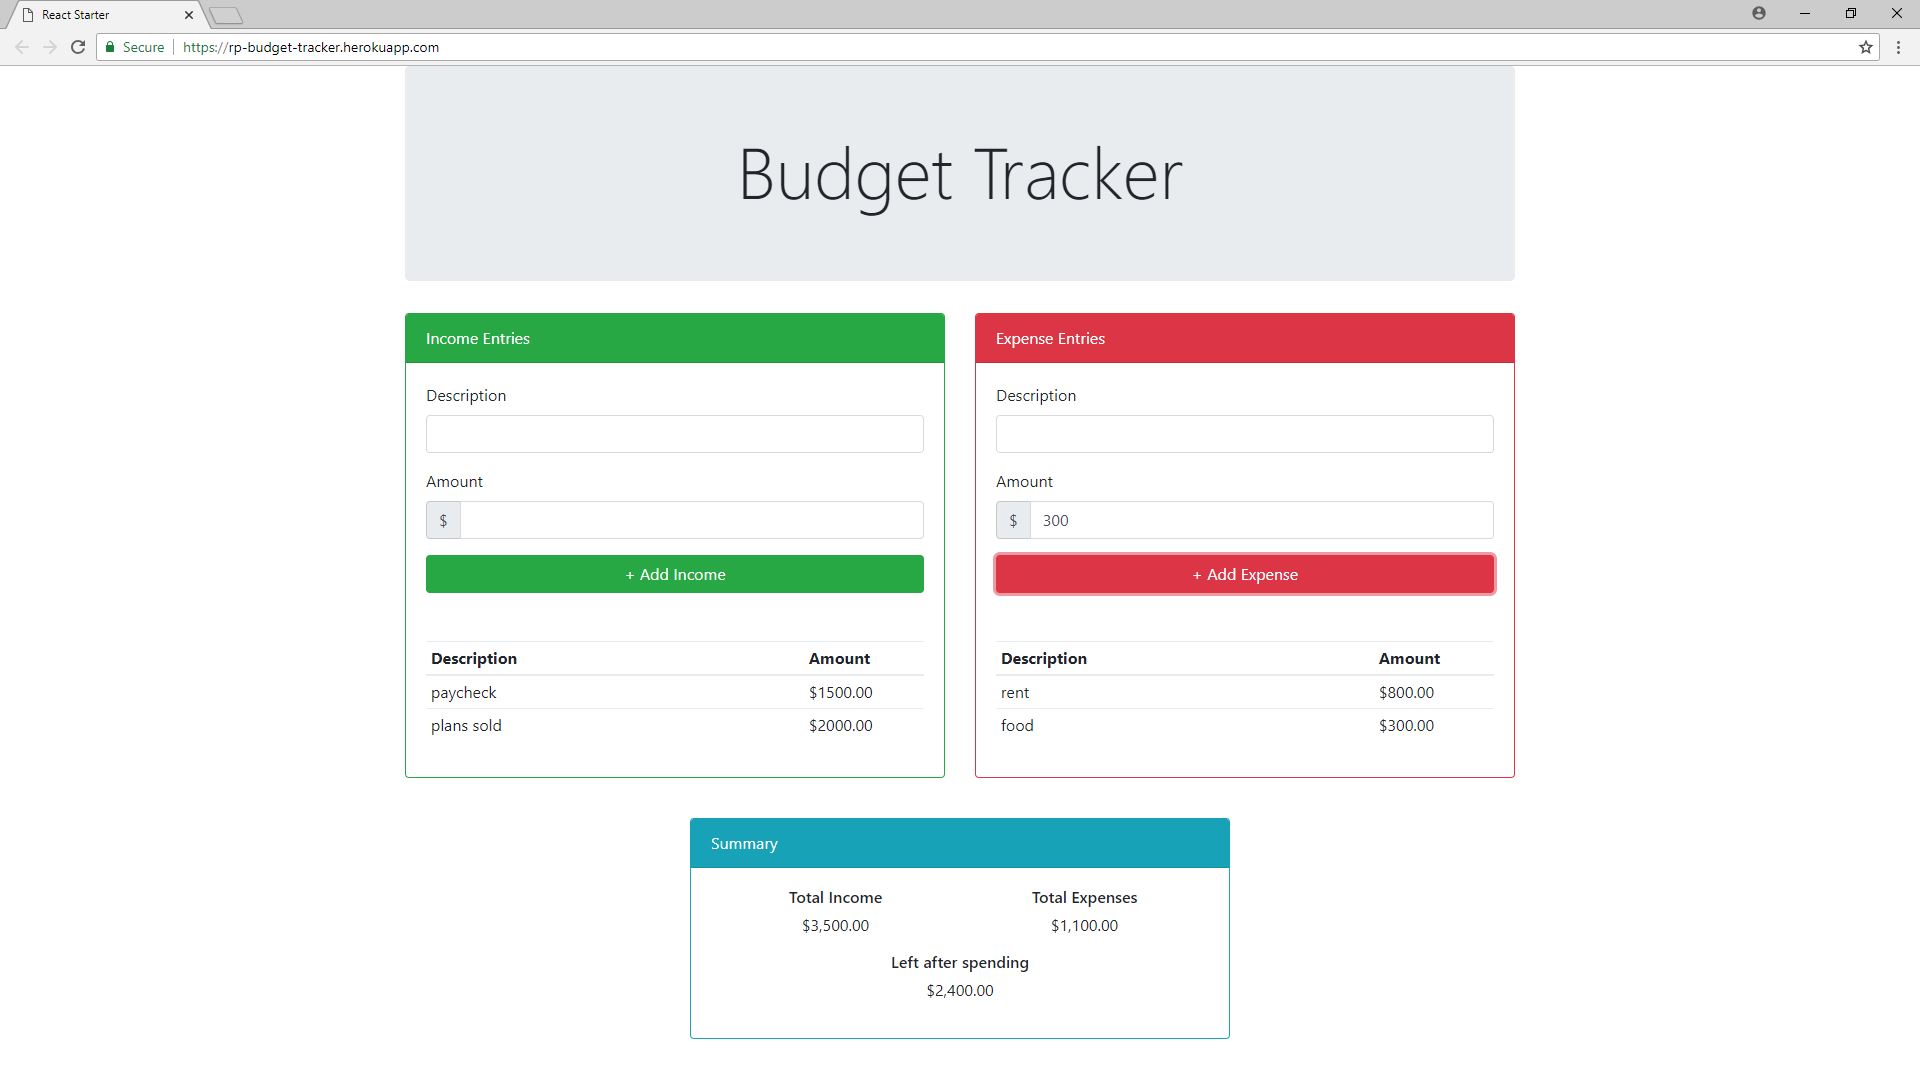 React Starter
Secure https://rp-budget-tracker.herokuapp.com
Budget Tracker
Income Entries
Description
Amount
$
+ Add Income
Description Amount
paycheck $1500.00
plans sold $2000.00
Expense Entries
Description
Amount
$ 300
+ Add Expense
Description Amount
rent $800.00
food $300.00
Summary
Total Income Total Expenses
$3,500.00 $1,100.00
Left after spending
$2,400.00